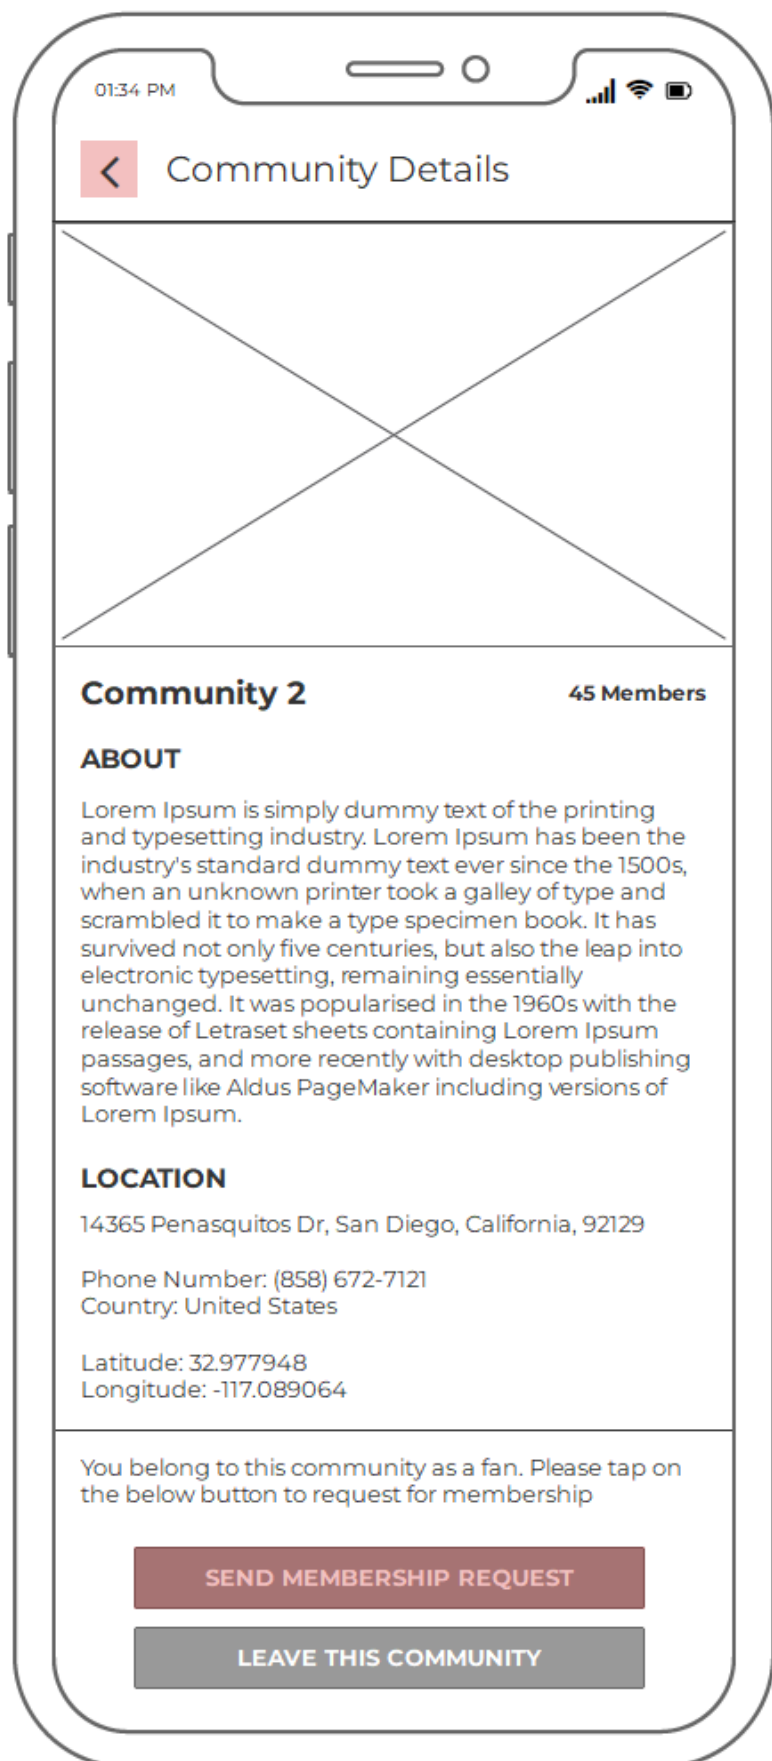 01:34 PM
Community Details
Community 2
45 Members
ABOUT
Lorem Ipsum is simply dummy text of the printing
and typesetting industry. Lorem Ipsum has been the
industry's standard dummy text ever since the 1500s,
when an unknown printer took a galley of type and
scrambled it to make a type specimen book. It has
survived not only five centuries, but also the leap into
electronic typesetting, remaining essentially
unchanged. It was popularised in the 1960s with the
release of Letraset sheets containing Lorem Ipsum
passages, and more recently with desktop publishing
software like Aldus PageMaker including versions of
Lorem Ipsum.
LOCATION
14365 Penasquitos Dr, San Diego, California, 92129
Phone Number: (858) 672-7121
Country: United States
Latitude: 32.977948
Longitude: -117.089064
You belong to this community as a fan. Please tap on
the below button to request for membership
SEND MEMBERSHIP REQUEST
LEAVE THIS COMMUNITY